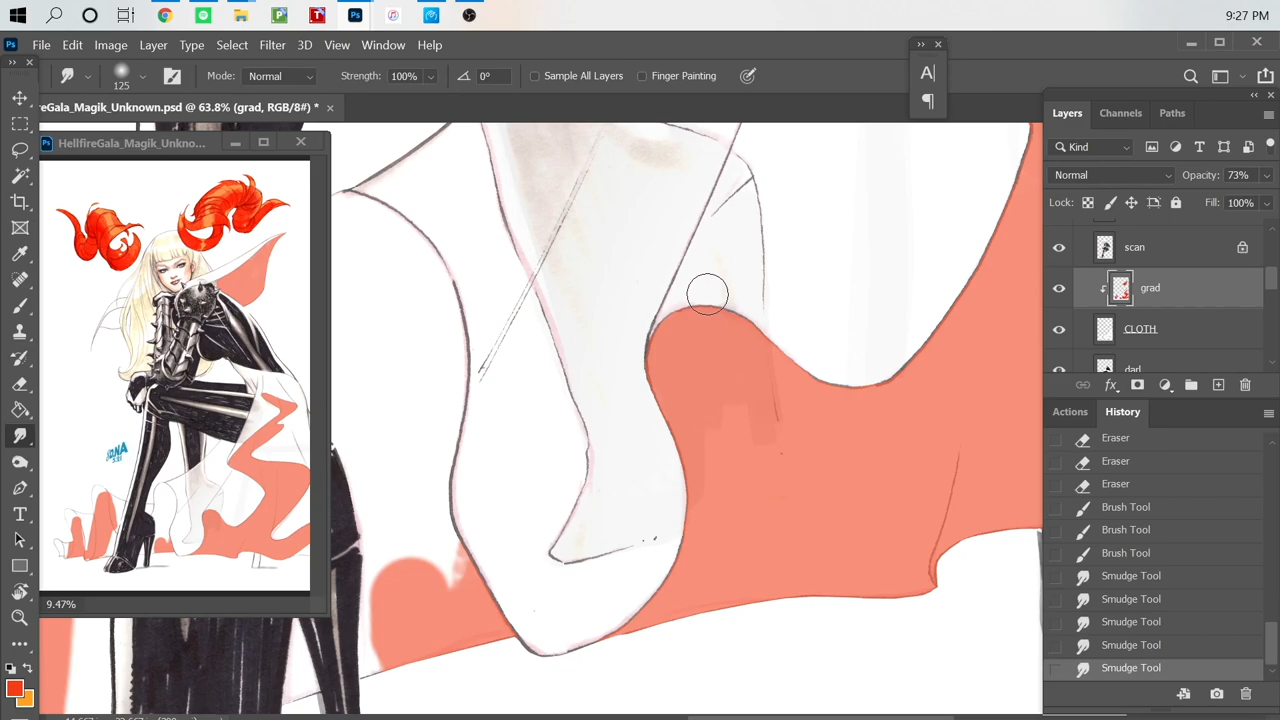 9:27 PM
Ps File Edit Image Layer Type Select Filter 3D View Window Help
125 Mode: Normal Strength: 100% 0° Sample All Layers Finger Painting
ireGala_Magik_Unknown.psd @ 63.8% (grad, RGB/8#) *
HellfireGala_Magik_Unkno...
9.47%
Layers Channels Paths
Kind
Normal Opacity: 73%
Lock: Fill: 100%
scan
grad
CLOTH
Actions History
Eraser
Eraser
Eraser
Brush Tool
Brush Tool
Brush Tool
Smudge Tool
Smudge Tool
Smudge Tool
Smudge Tool
Smudge Tool